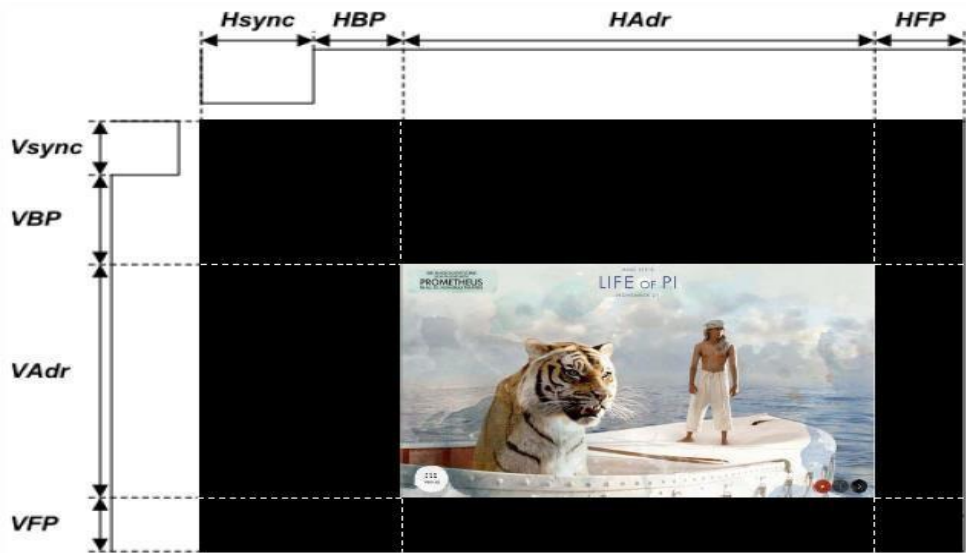 Hsync HBP HAdr HFP
Vsync
VBP
PROMETHEUS
LIFE OF PI
VAdr
VFP